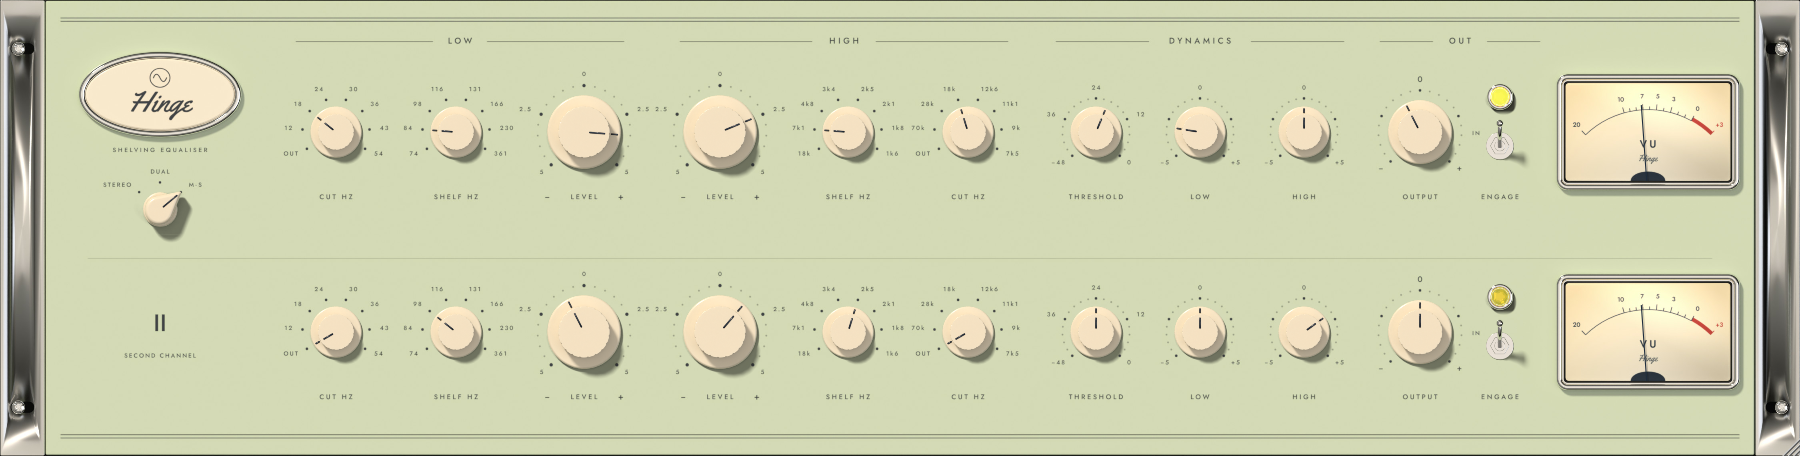 LOW HIGH DYNAMICS OUT
Hinge
SHELVING EQUALISER
STEREO DUAL M-S
OUT 12 18 24 30 36 43 54
CUT HZ
74 84 98 116 131 166 230 361
SHELF HZ
5 2.5 0 2.5 5
− LEVEL +
5 2.5 0 2.5 5
− LEVEL +
18k 7k1 4k8 3k4 2k5 2k1 1k8 1k6
SHELF HZ
OUT 70k 28k 18k 12k6 11k1 9k 7k5
CUT HZ
-48 36 24 12 0
THRESHOLD
-5 0 +5
LOW
-5 0 +5
HIGH
− 0 +
OUTPUT
IN
ENGAGE
20 10 7 5 3 0 +3
VU
Hinge
II
SECOND CHANNEL
OUT 12 18 24 30 36 43 54
CUT HZ
74 84 98 116 131 166 230 361
SHELF HZ
5 2.5 0 2.5 5
− LEVEL +
5 2.5 0 2.5 5
− LEVEL +
18k 7k1 4k8 3k4 2k5 2k1 1k8 1k6
SHELF HZ
OUT 70k 28k 18k 12k6 11k1 9k 7k5
CUT HZ
-48 36 24 12 0
THRESHOLD
-5 0 +5
LOW
-5 0 +5
HIGH
− 0 +
OUTPUT
IN
ENGAGE
20 10 7 5 3 0 +3
VU
Hinge